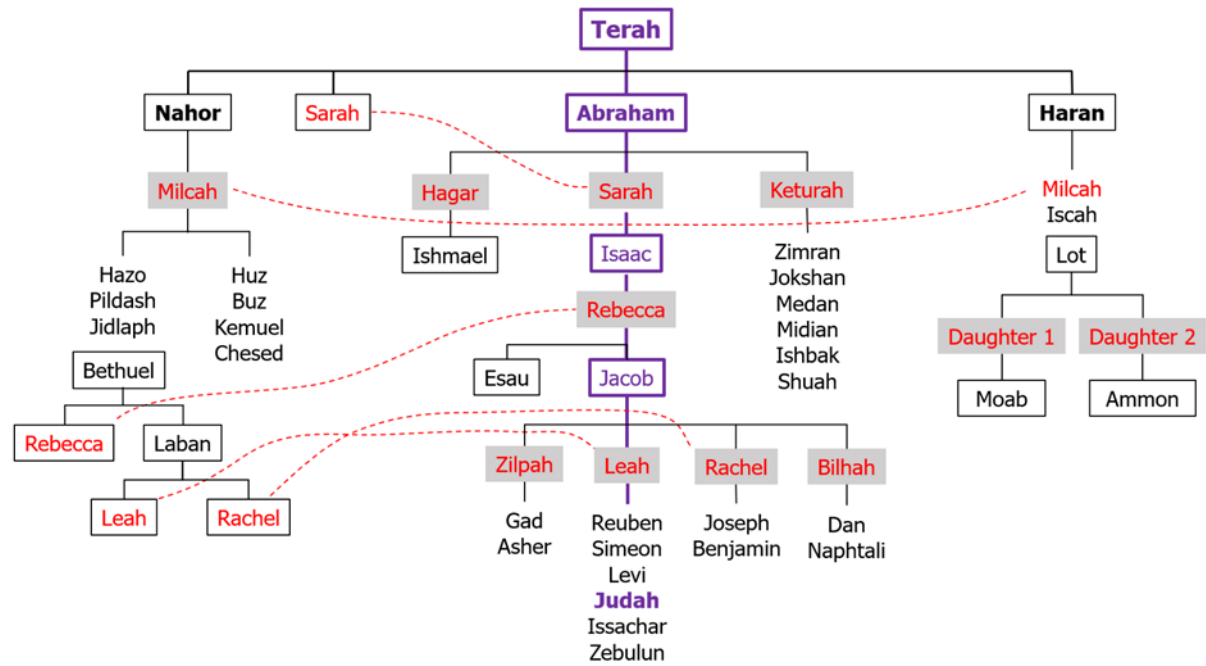 Terah
Nahor
Sarah
Abraham
Haran
Milcah
Hagar
Sarah
Keturah
Milcah
Iscah
Ishmael
Isaac
Zimran
Jokshan
Medan
Midian
Ishbak
Shuah
Lot
Hazo
Pildash
Jidlaph
Huz
Buz
Kemuel
Chesed
Rebecca
Daughter 1
Daughter 2
Bethuel
Esau
Jacob
Moab
Ammon
Rebecca
Laban
Zilpah
Leah
Rachel
Bilhah
Leah
Rachel
Gad
Asher
Reuben
Simeon
Levi
Judah
Issachar
Zebulun
Joseph
Benjamin
Dan
Naphtali